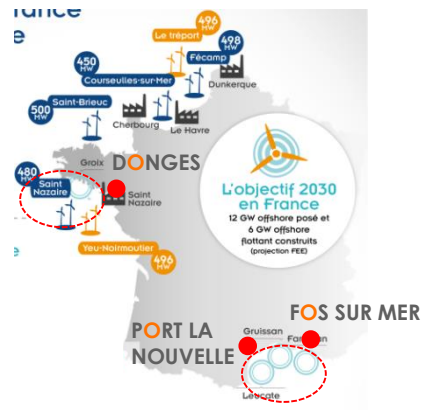 rance
e
496
MW
Le tréport
498
MW
Fécamp
450
MW
Courseulles-sur-Mer
Dunkerque
500
MW
Saint-Brieuc
Cherbourg
Le Havre
Groix
DONGES
480
MW
Saint
Nazaire
Saint
Nazaire
e
Yeu-Noirmoutier
496
MW
L'objectif 2030
en France
12 GW offshore posé et
6 GW offshore
flottant construits
(projection FEE)
FOS SUR MER
PORT LA
NOUVELLE
Gruissan
Leucate